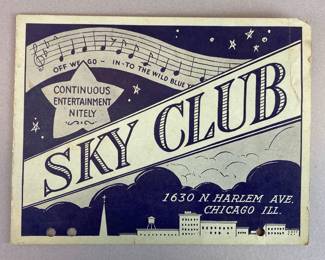 OFF WE GO - IN-TO THE WILD BLUE
CONTINUOUS
ENTERTAINMENT
NITELY
SKY CLUB
1630 N. HARLEM AVE.
CHICAGO ILL.